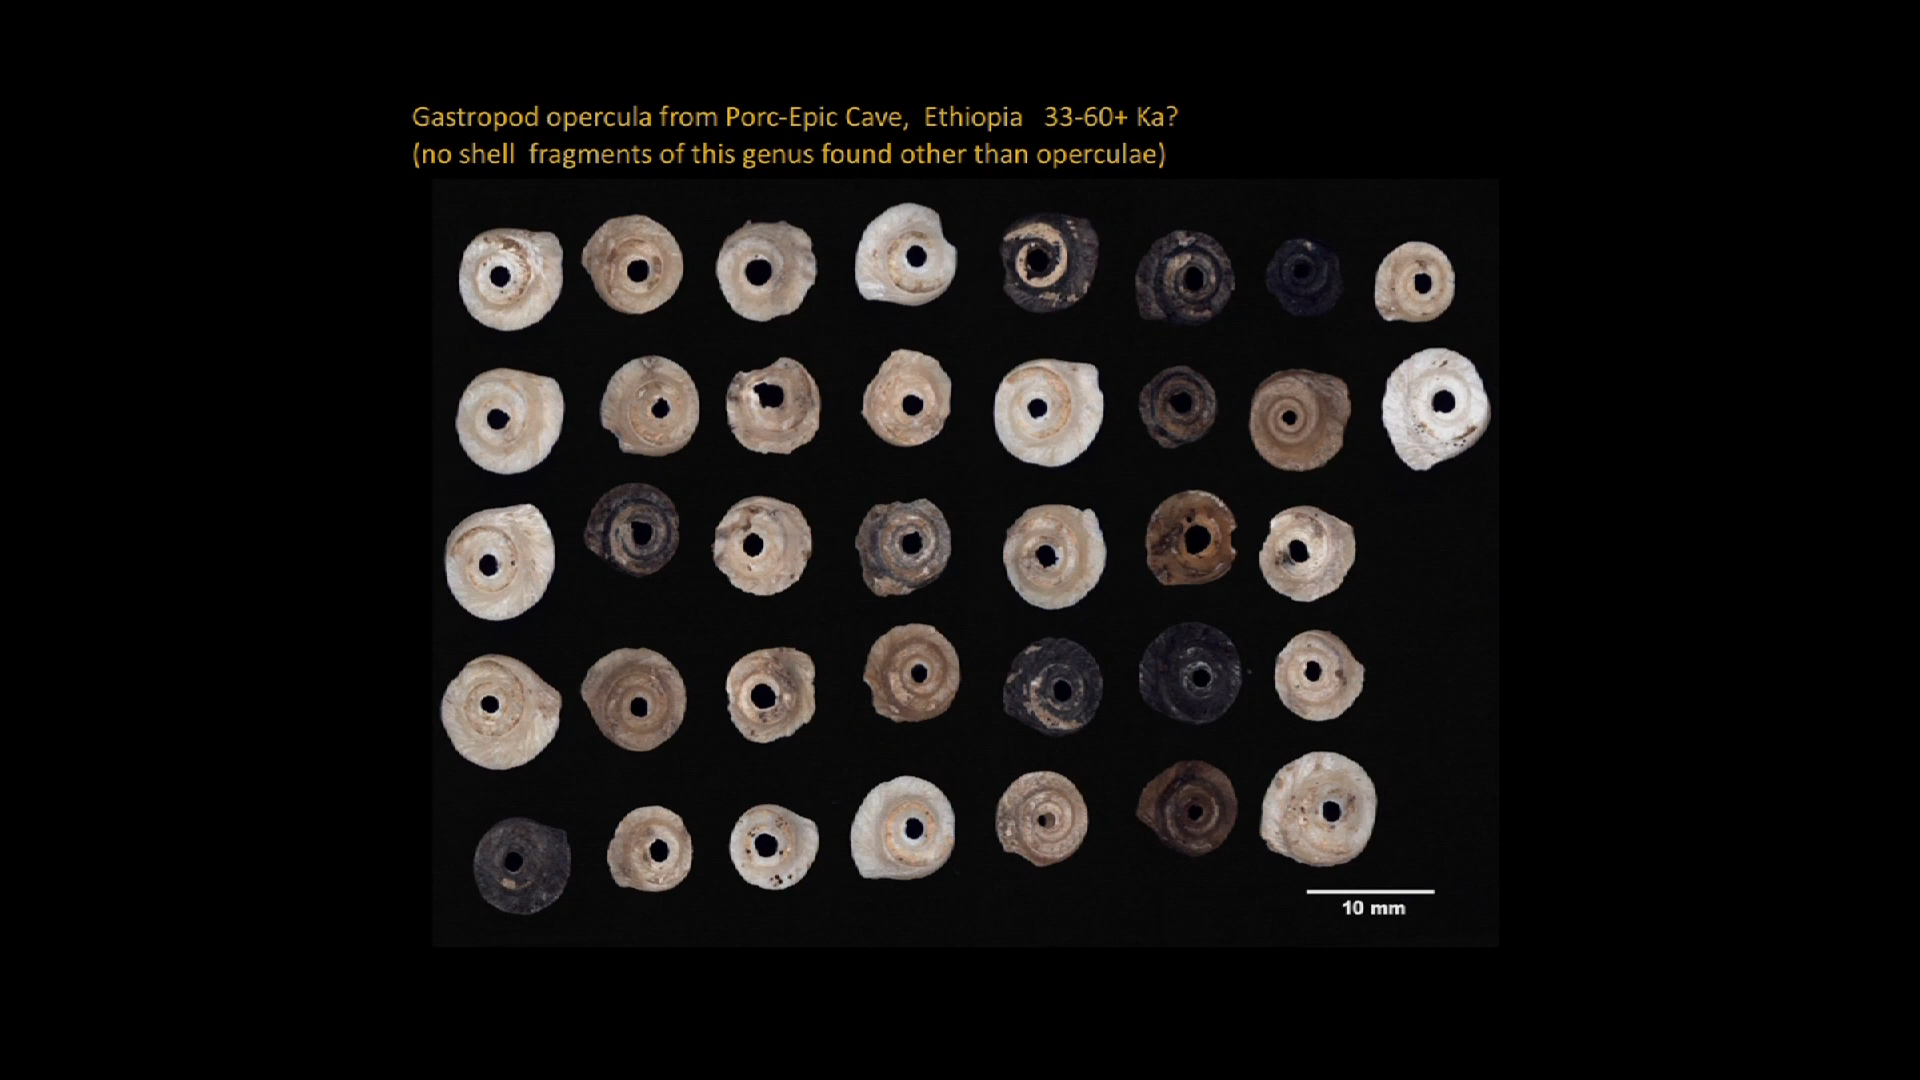 Gastropod opercula from Porc-Epic Cave, Ethiopia 33-60+ Ka?
(no shell fragments of this genus found other than operculae)
10 mm